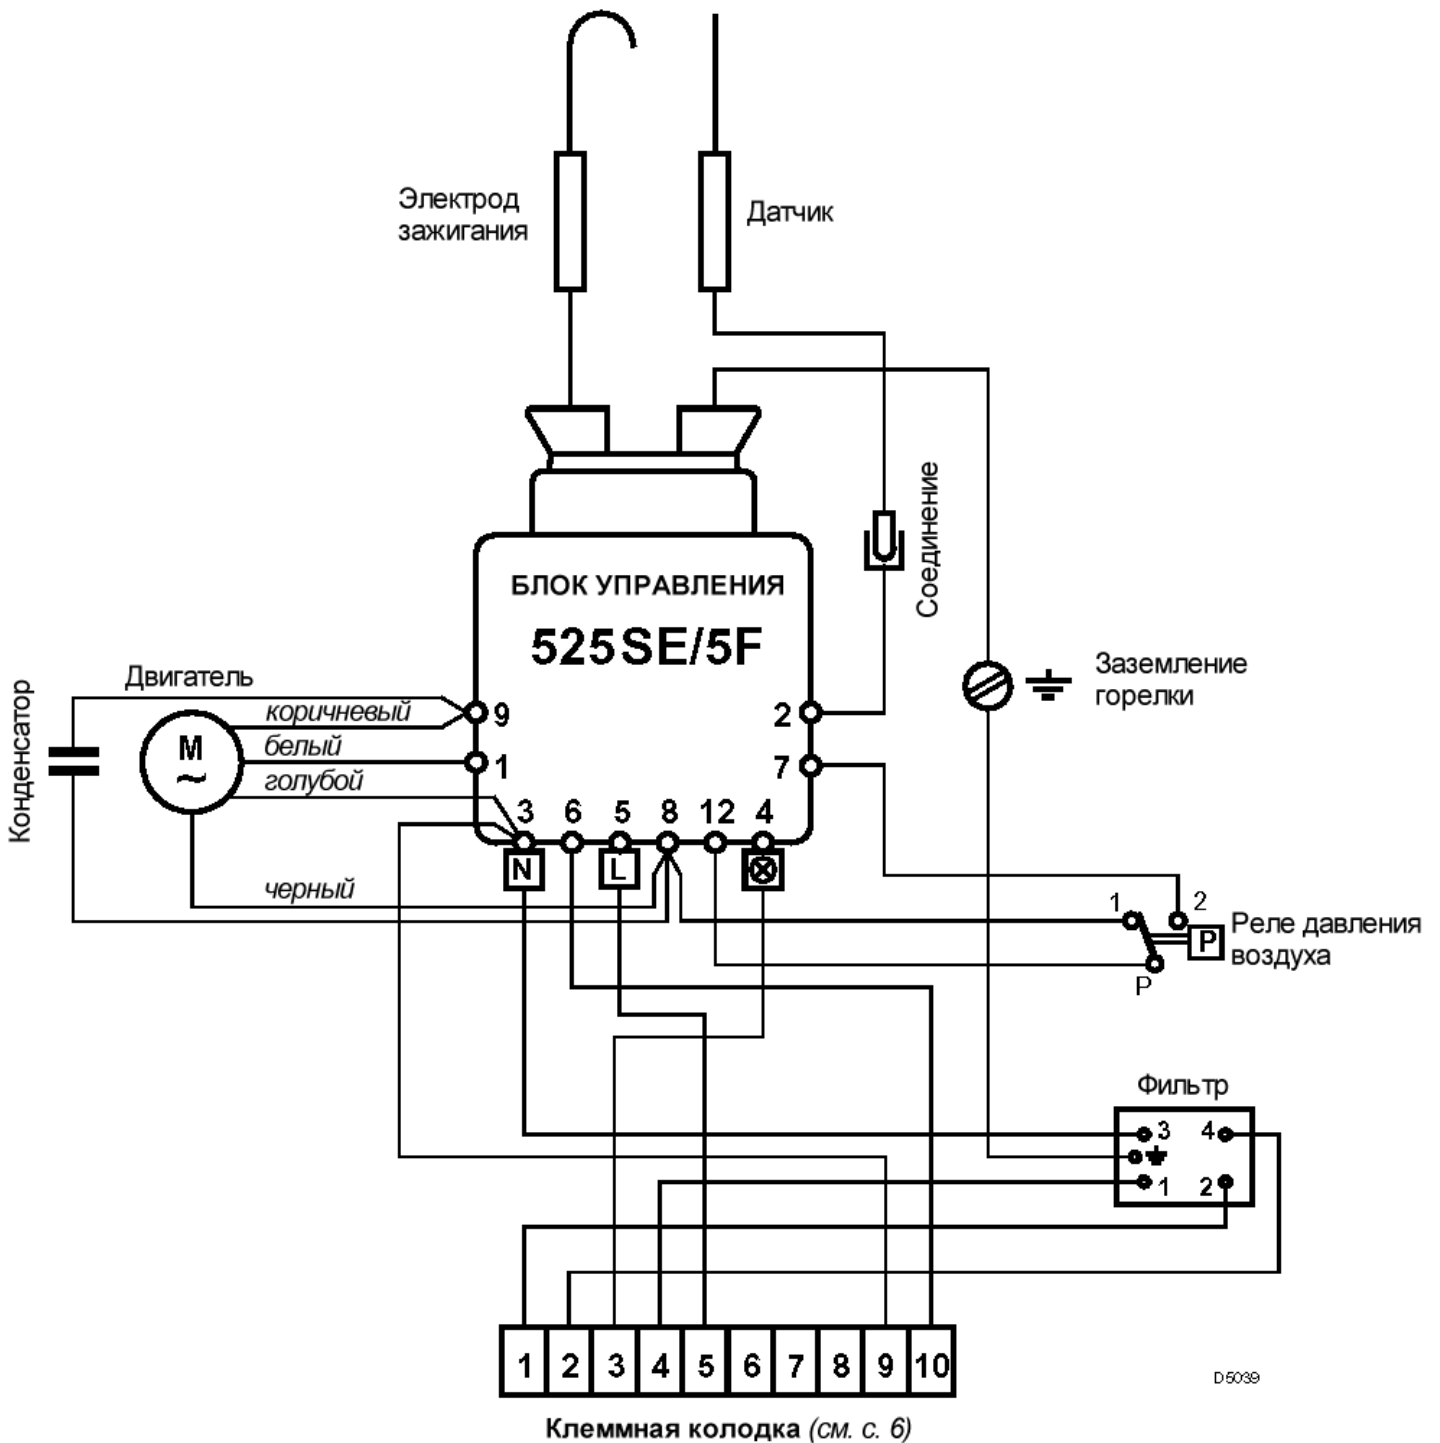 Электрод
зажигания
Датчик
Соединение
БЛОК УПРАВЛЕНИЯ
525SE/5F
Заземление
горелки
Двигатель
Конденсатор
M
~
коричневый
белый
голубой
черный
9
1
2
7
3 6 5 8 12 4
N L
1 2
P
P
Реле давления
воздуха
Фильтр
3 4
1 2
1 2 3 4 5 6 7 8 9 10
D5039
Клеммная колодка (см. с. 6)